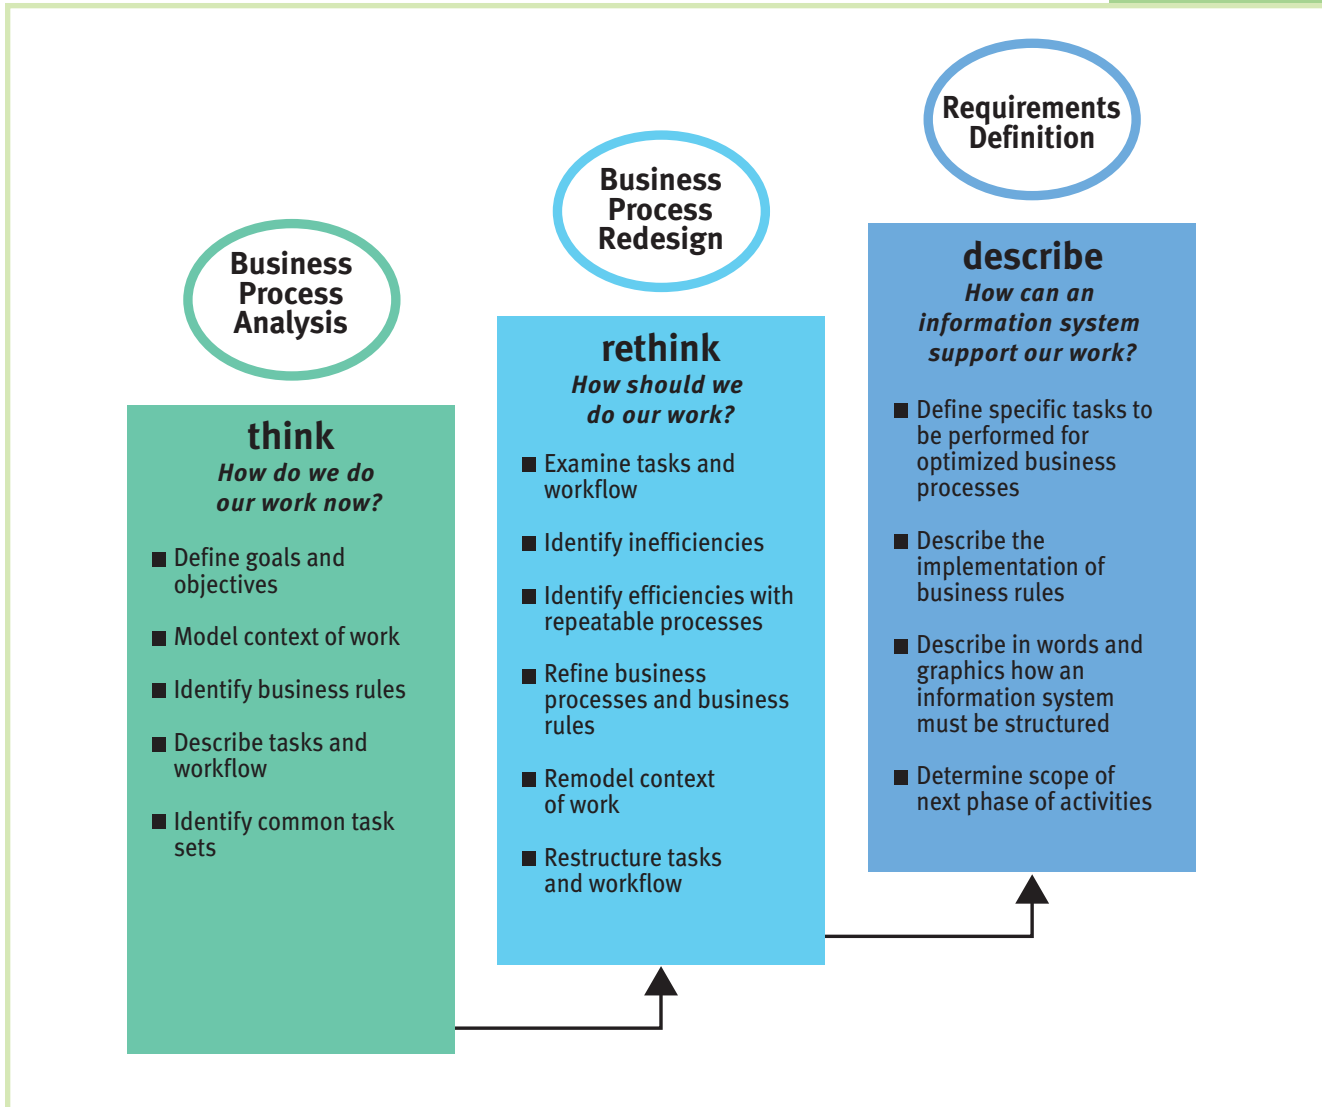 Business
Process
Analysis
think
How do we do
our work now?
■ Define goals and
objectives
■ Model context of work
■ Identify business rules
■ Describe tasks and
workflow
■ Identify common task
sets
Business
Process
Redesign
rethink
How should we
do our work?
■ Examine tasks and
workflow
■ Identify inefficiencies
■ Identify efficiencies with
repeatable processes
■ Refine business
processes and business
rules
■ Remodel context
of work
■ Restructure tasks
and workflow
Requirements
Definition
describe
How can an
information system
support our work?
■ Define specific tasks to
be performed for
optimized business
processes
■ Describe the
implementation of
business rules
■ Describe in words and
graphics how an
information system
must be structured
■ Determine scope of
next phase of activities